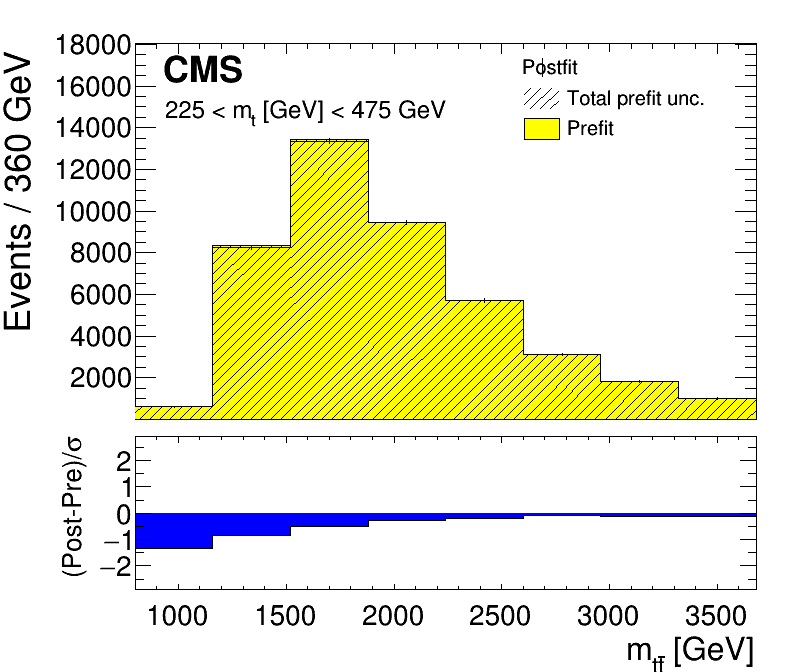 Events / 360 GeV
18000
16000
14000
12000
10000
8000
6000
4000
2000
CMS
225 < m_t [GeV] < 475 GeV
Postfit
Total prefit unc.
Prefit
(Post-Pre)/σ
2
1
0
−1
−2
1000 1500 2000 2500 3000 3500
m_tt̄ [GeV]